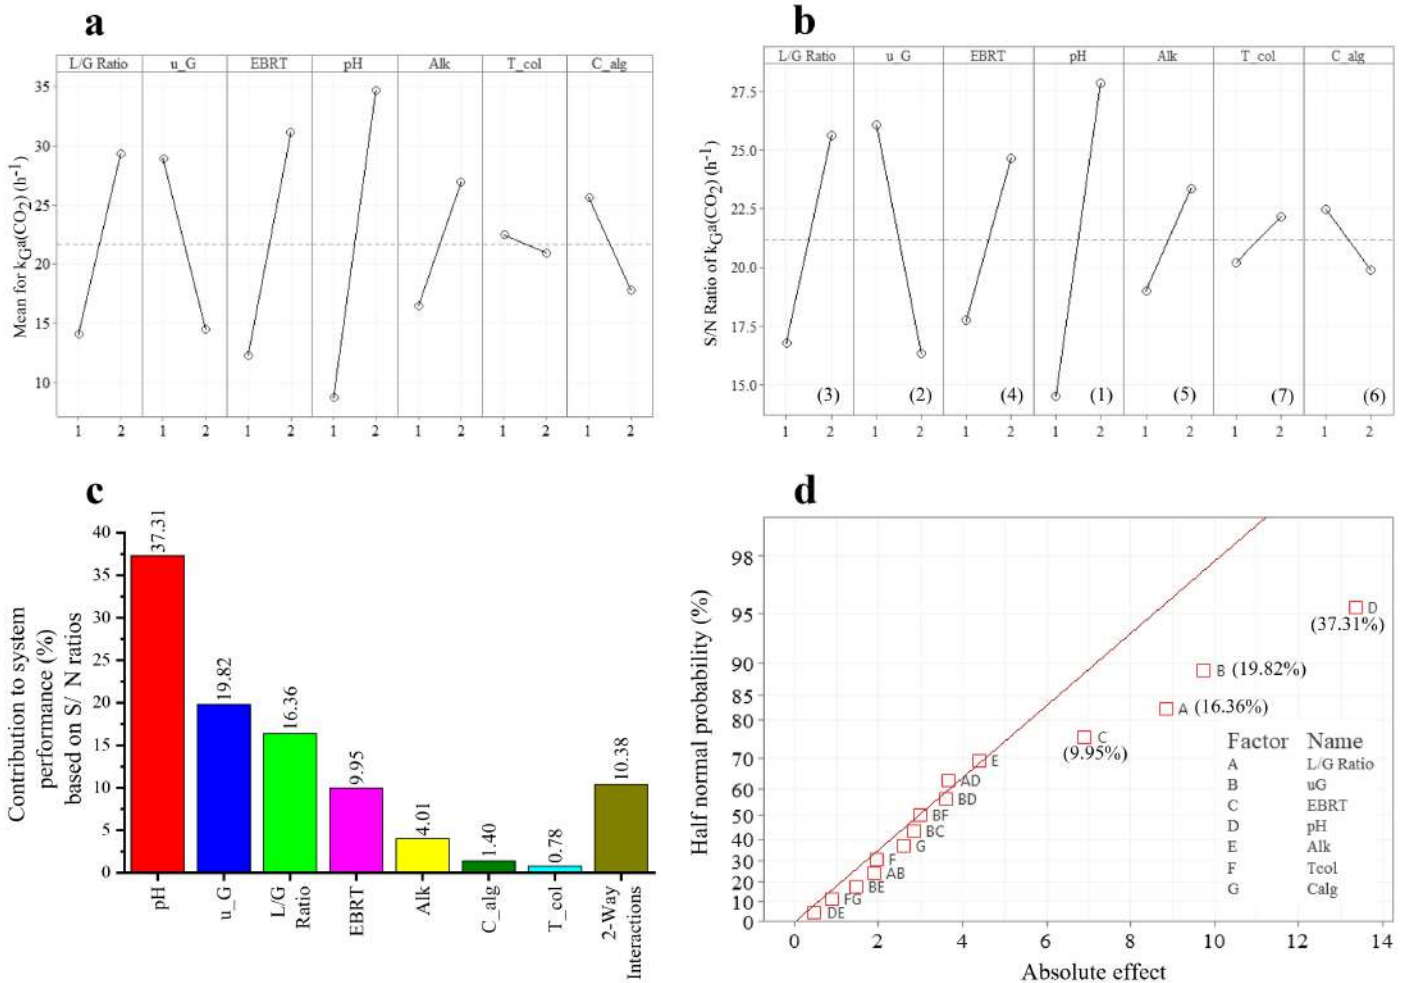 a
L/G Ratio u_G EBRT pH Alk T_col C_alg
Mean for kGa(CO2) (h-1)
35
30
25
20
15
10
1 2 1 2 1 2 1 2 1 2 1 2 1 2
b
L/G Ratio u_G EBRT pH Alk T_col C_alg
S/N Ratio of kGa(CO2) (h-1)
27.5
25.0
22.5
20.0
17.5
15.0
(3) (2) (4) (1) (5) (7) (6)
1 2 1 2 1 2 1 2 1 2 1 2 1 2
c
Contribution to system
performance (%)
based on S/ N ratios
40
35
30
25
20
15
10
5
0
37.31
19.82
16.36
9.95
4.01
1.40
0.78
10.38
pH
u_G
L/G
Ratio
EBRT
Alk
C_alg
T_col
2-Way
Interactions
d
Half normal probability (%)
98
95
90
85
80
70
60
50
40
30
20
10
0
D
(37.31%)
B (19.82%)
A (16.36%)
C
(9.95%)
E
AD
BD
BF
BC
G
F
AB
BE
FG
DE
Factor Name
A L/G Ratio
B uG
C EBRT
D pH
E Alk
F Tcol
G Calg
0 2 4 6 8 10 12 14
Absolute effect